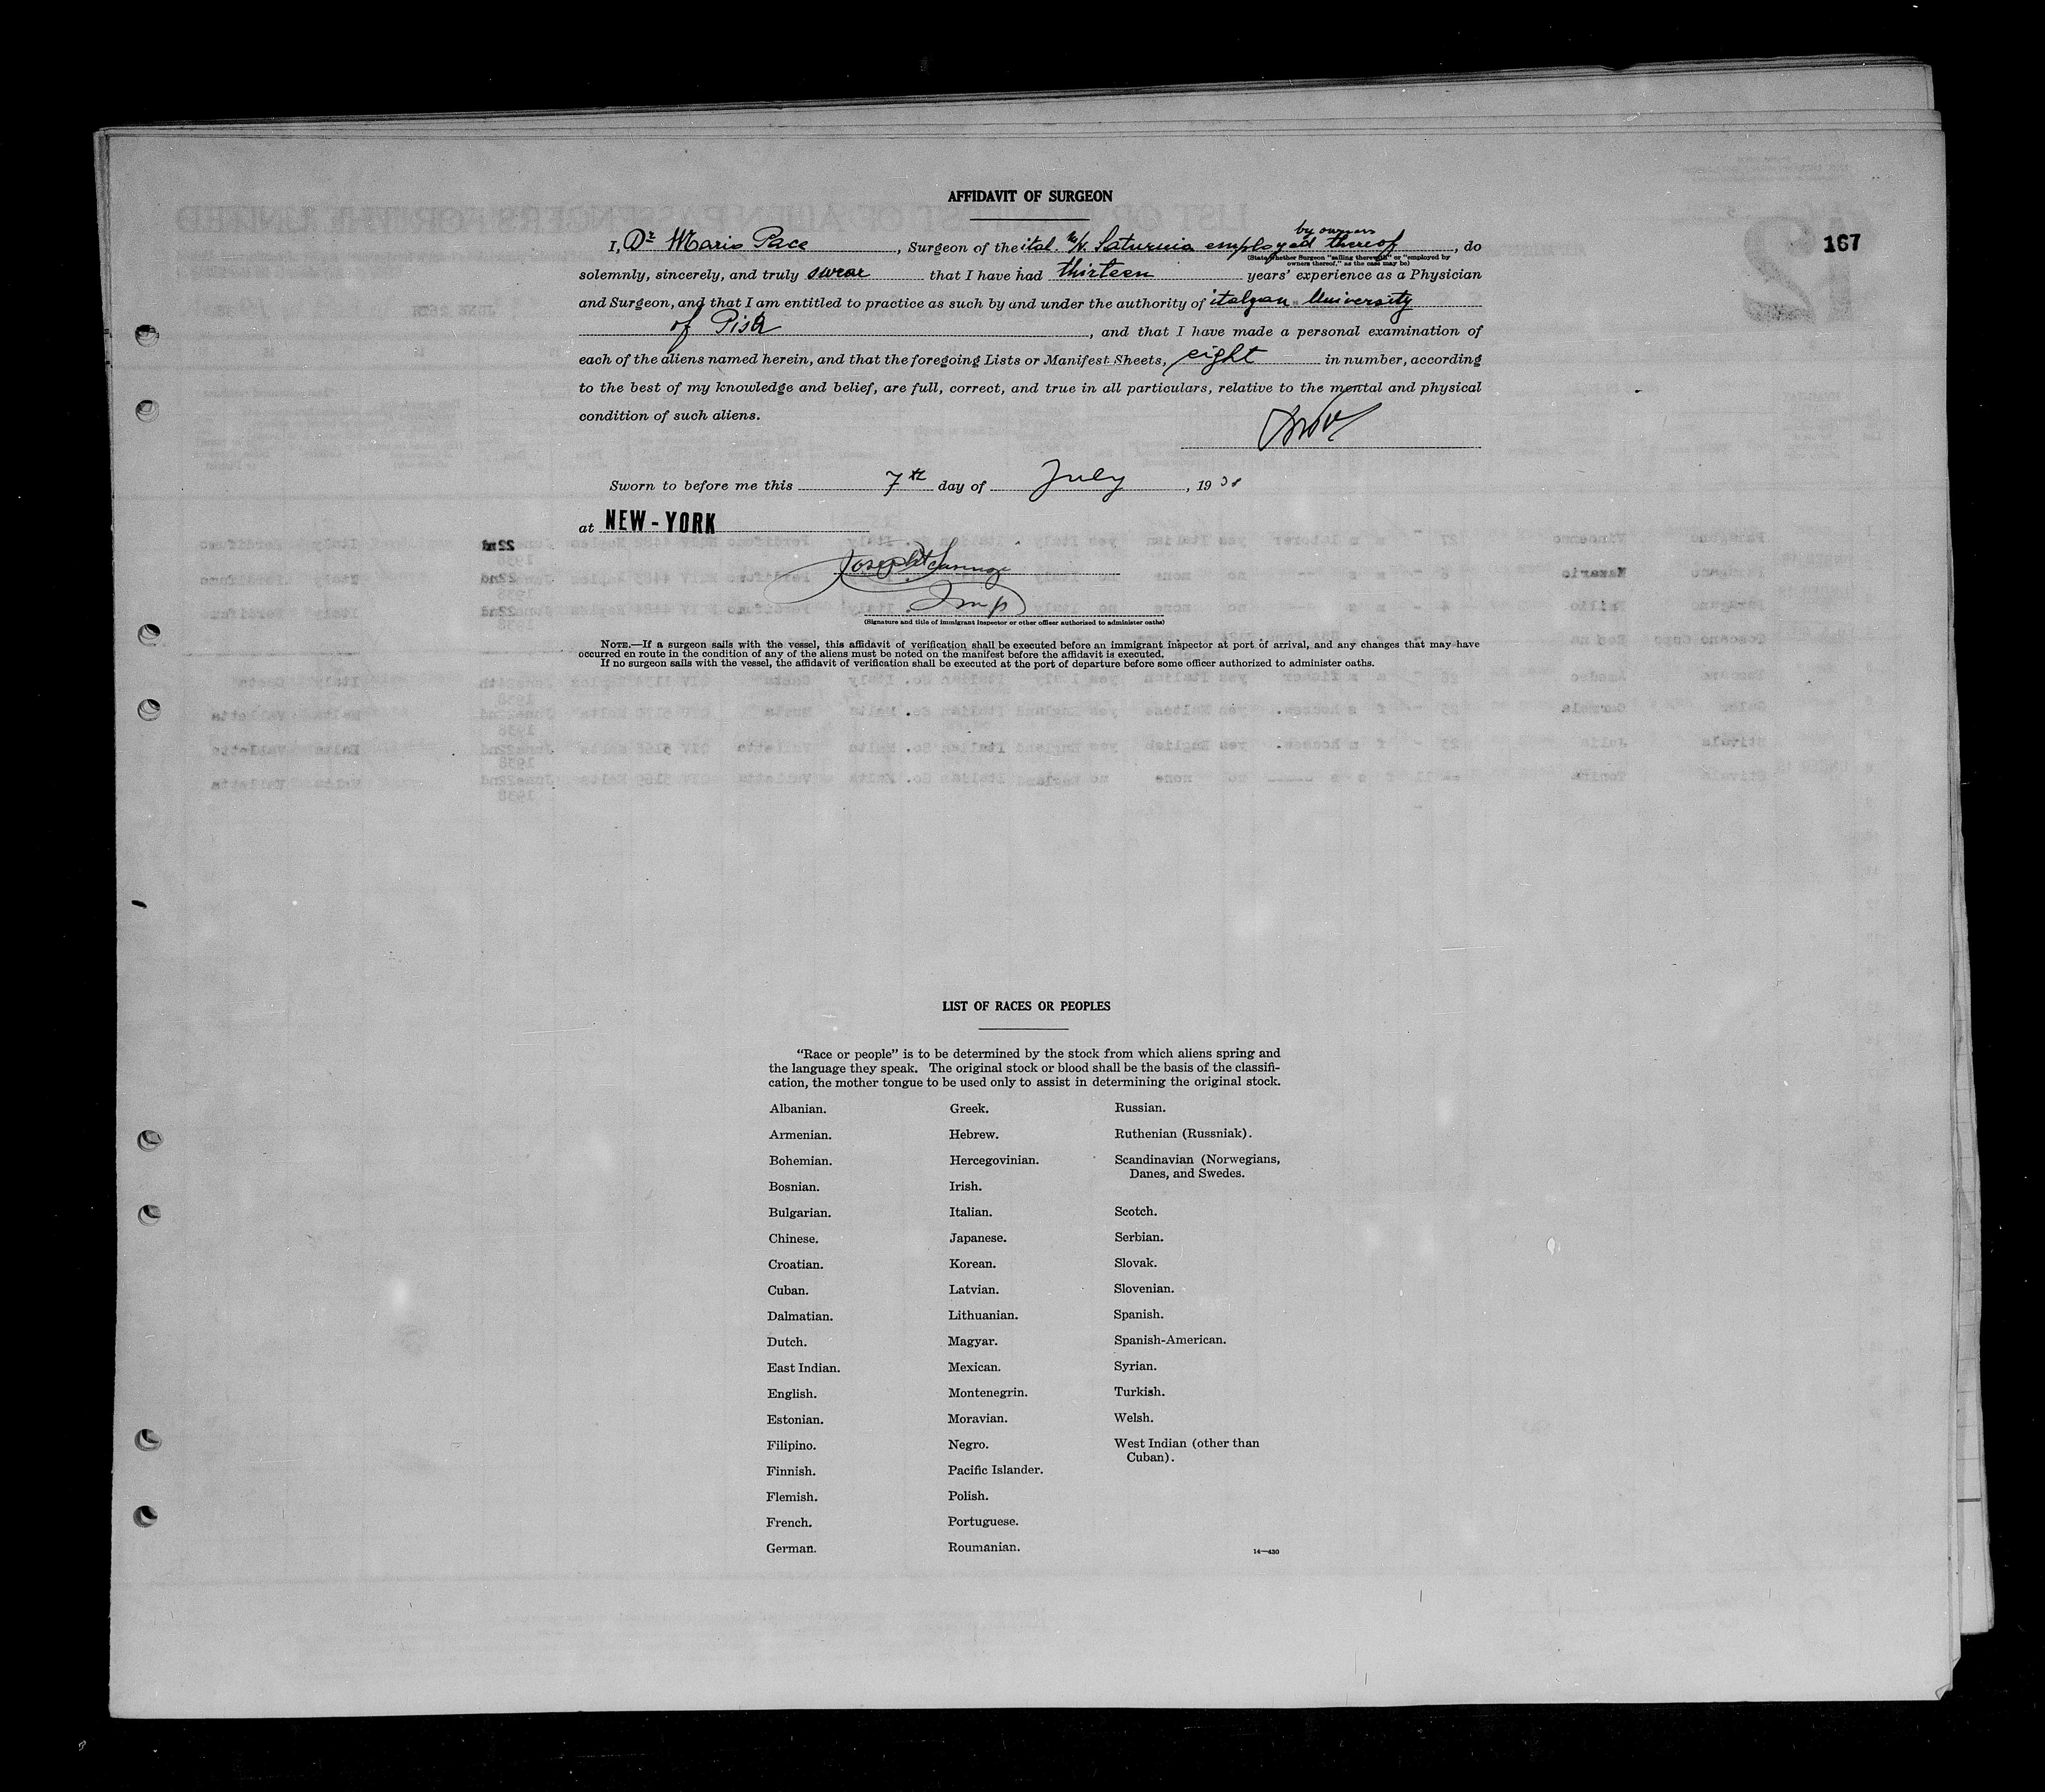 167
AFFIDAVIT OF SURGEON
by owners
I, Dr Mario Pace, Surgeon of the ital. M/V. Saturnia employed thereof, do
(State whether Surgeon "sailing therewith" or "employed by
owners thereof," as the case may be)
solemnly, sincerely, and truly swear that I have had thirteen years' experience as a Physician
and Surgeon, and that I am entitled to practice as such by and under the authority of italyan University
of Pisa, and that I have made a personal examination of
each of the aliens named herein, and that the foregoing Lists or Manifest Sheets, eight in number, according
to the best of my knowledge and belief, are full, correct, and true in all particulars, relative to the mental and physical
condition of such aliens.
Sworn to before me this 7th day of July, 1938
at NEW-YORK
Joseph
Insp
(Signature and title of immigrant inspector or other officer authorized to administer oaths)
NOTE.—If a surgeon sails with the vessel, this affidavit of verification shall be executed before an immigrant inspector at port of arrival, and any changes that may have
occurred en route in the condition of any of the aliens must be noted on the manifest before the affidavit is executed.
If no surgeon sails with the vessel, the affidavit of verification shall be executed at the port of departure before some officer authorized to administer oaths.
LIST OF RACES OR PEOPLES
"Race or people" is to be determined by the stock from which aliens spring and
the language they speak. The original stock or blood shall be the basis of the classifi-
cation, the mother tongue to be used only to assist in determining the original stock.
Albanian.
Armenian.
Bohemian.
Bosnian.
Bulgarian.
Chinese.
Croatian.
Cuban.
Dalmatian.
Dutch.
East Indian.
English.
Estonian.
Filipino.
Finnish.
Flemish.
French.
German.
Greek.
Hebrew.
Hercegovinian.
Irish.
Italian.
Japanese.
Korean.
Latvian.
Lithuanian.
Magyar.
Mexican.
Montenegrin.
Moravian.
Negro.
Pacific Islander.
Polish.
Portuguese.
Roumanian.
Russian.
Ruthenian (Russniak).
Scandinavian (Norwegians,
Danes, and Swedes.
Scotch.
Serbian.
Slovak.
Slovenian.
Spanish.
Spanish-American.
Syrian.
Turkish.
Welsh.
West Indian (other than
Cuban).
14—430